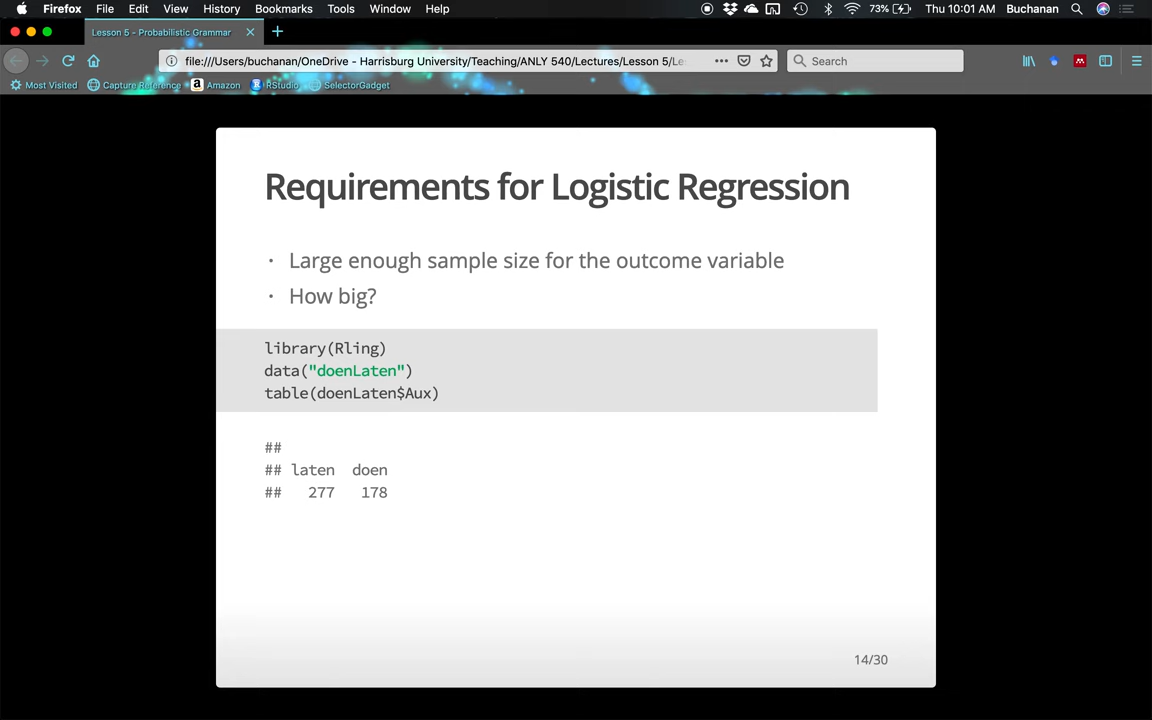 Firefox File Edit View History Bookmarks Tools Window Help 73% Thu 10:01 AM Buchanan
Lesson 5 - Probabilistic Grammar
file:///Users/buchanan/OneDrive - Harrisburg University/Teaching/ANLY 540/Lectures/Lesson 5/Le Search
Most Visited Capture Reference a Amazon RStudio SelectorGadget
Requirements for Logistic Regression
· Large enough sample size for the outcome variable
· How big?
library(Rling)
data("doenLaten")
table(doenLaten$Aux)
##
## laten doen
## 277 178
14/30